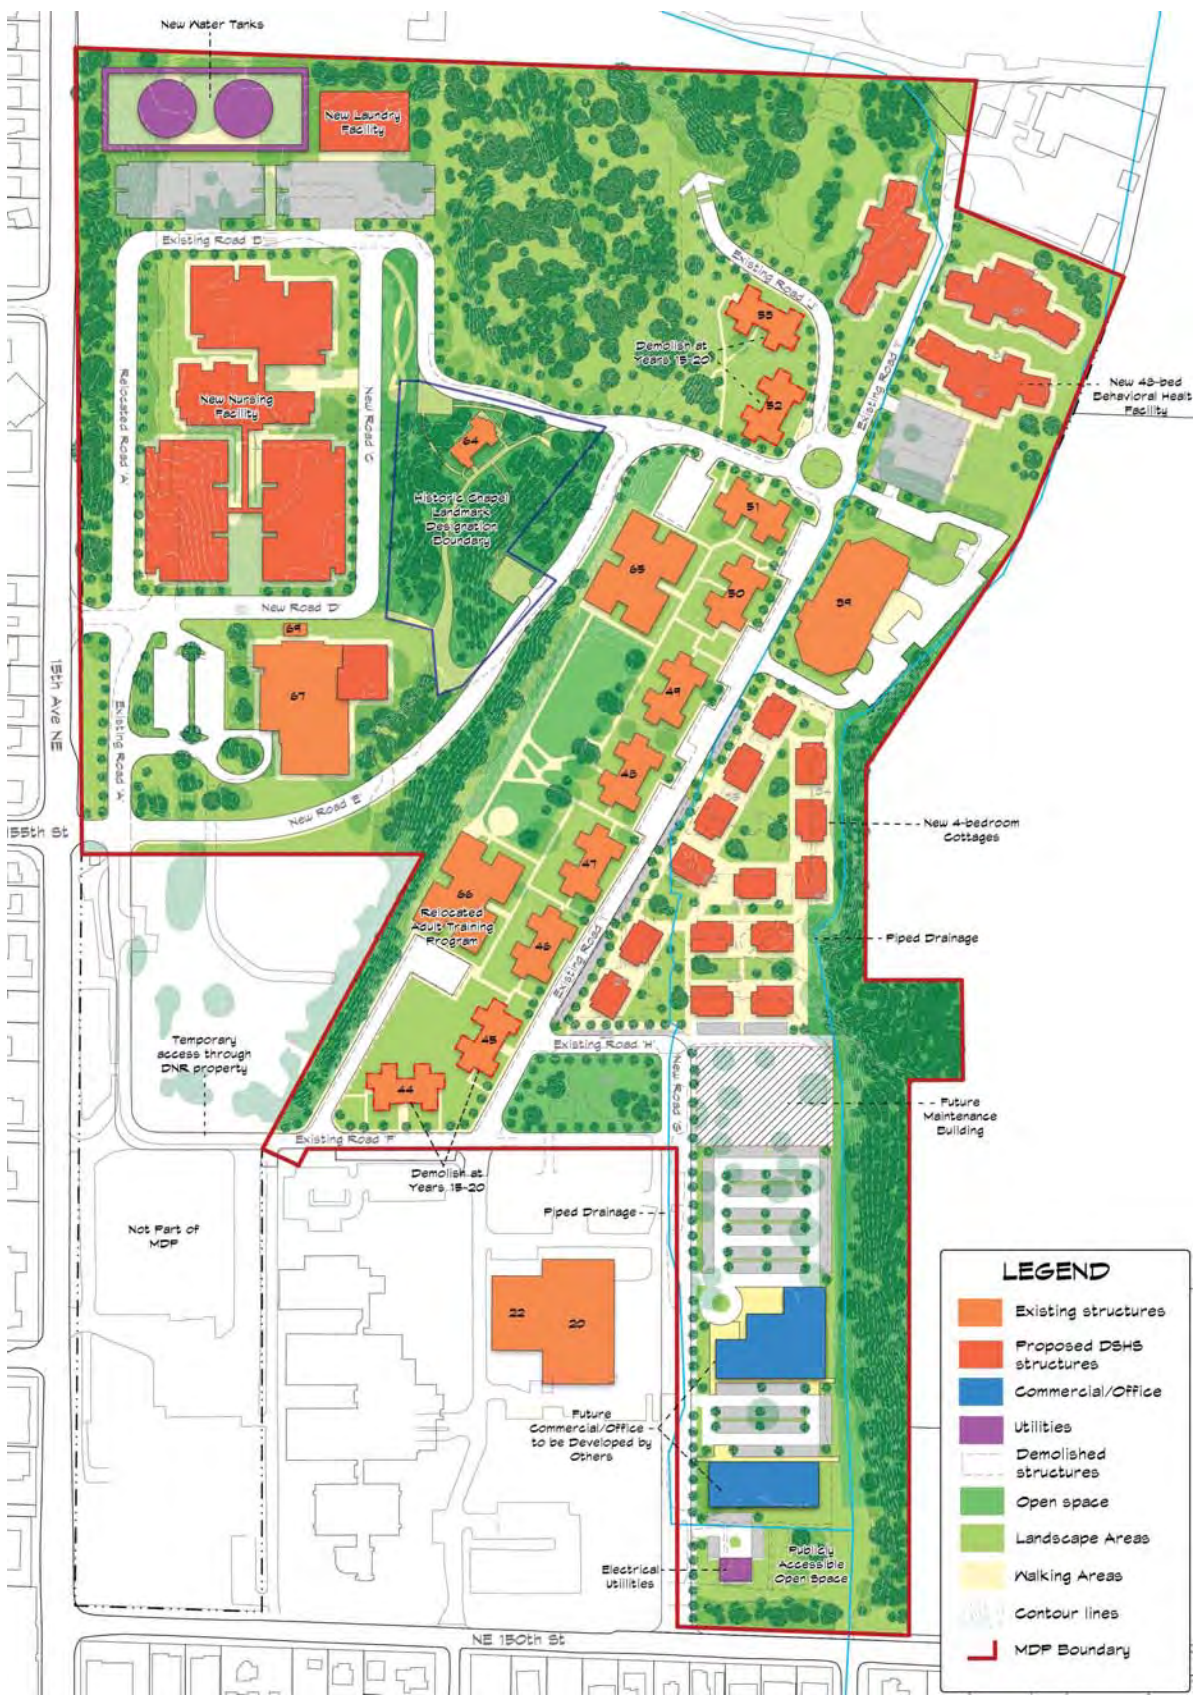 New Water Tanks
New Laundry
Facility
Existing Road 'B'
Existing Road 'J'
55
Demolish at
Years 15-20
52
Existing Road 'I'
New 48-bed
Behavioral Healt
Facility
Relocated Road 'A'
New Nursing
Facility
New Road 'C'
64
Historic Chapel
Landmark
Designation
Boundary
51
65
50
59
New Road 'D'
69
67
49
15th Ave NE
Existing Road 'A'
48
New Road 'E'
155th St
New 4-bedroom
Cottages
47
66
Relocated
Adult Training
Program
46
Existing Road 'I'
Piped Drainage
45
Temporary
access through
DNR property
Existing Road 'H'
New Road 'G'
44
Future
Maintenance
Building
Existing Road 'F'
Demolish at
Years 15-20
Piped Drainage
Not Part of
MDP
22
20
Future
Commercial/Office
to be Developed by
Others
Electrical
Utilities
Publicly
Accessible
Open Space
NE 150th St
LEGEND
Existing structures
Proposed DSHS
structures
Commercial/Office
Utilities
Demolished
structures
Open space
Landscape Areas
Walking Areas
Contour lines
MDP Boundary